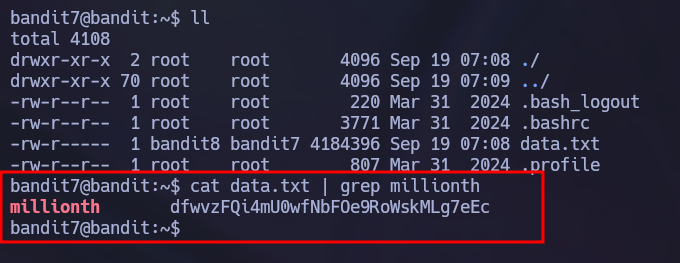 bandit7@bandit:~$ ll
total 4108
drwxr-xr-x  2 root    root       4096 Sep 19 07:08 ./
drwxr-xr-x 70 root    root       4096 Sep 19 07:09 ../
-rw-r--r--  1 root    root        220 Mar 31  2024 .bash_logout
-rw-r--r--  1 root    root       3771 Mar 31  2024 .bashrc
-rw-r-----  1 bandit8 bandit7 4184396 Sep 19 07:08 data.txt
-rw-r--r--  1 root    root        807 Mar 31  2024 .profile
bandit7@bandit:~$ cat data.txt | grep millionth
millionth       dfwvzFQi4mU0wfNbFOe9RoWskMLg7eEc
bandit7@bandit:~$